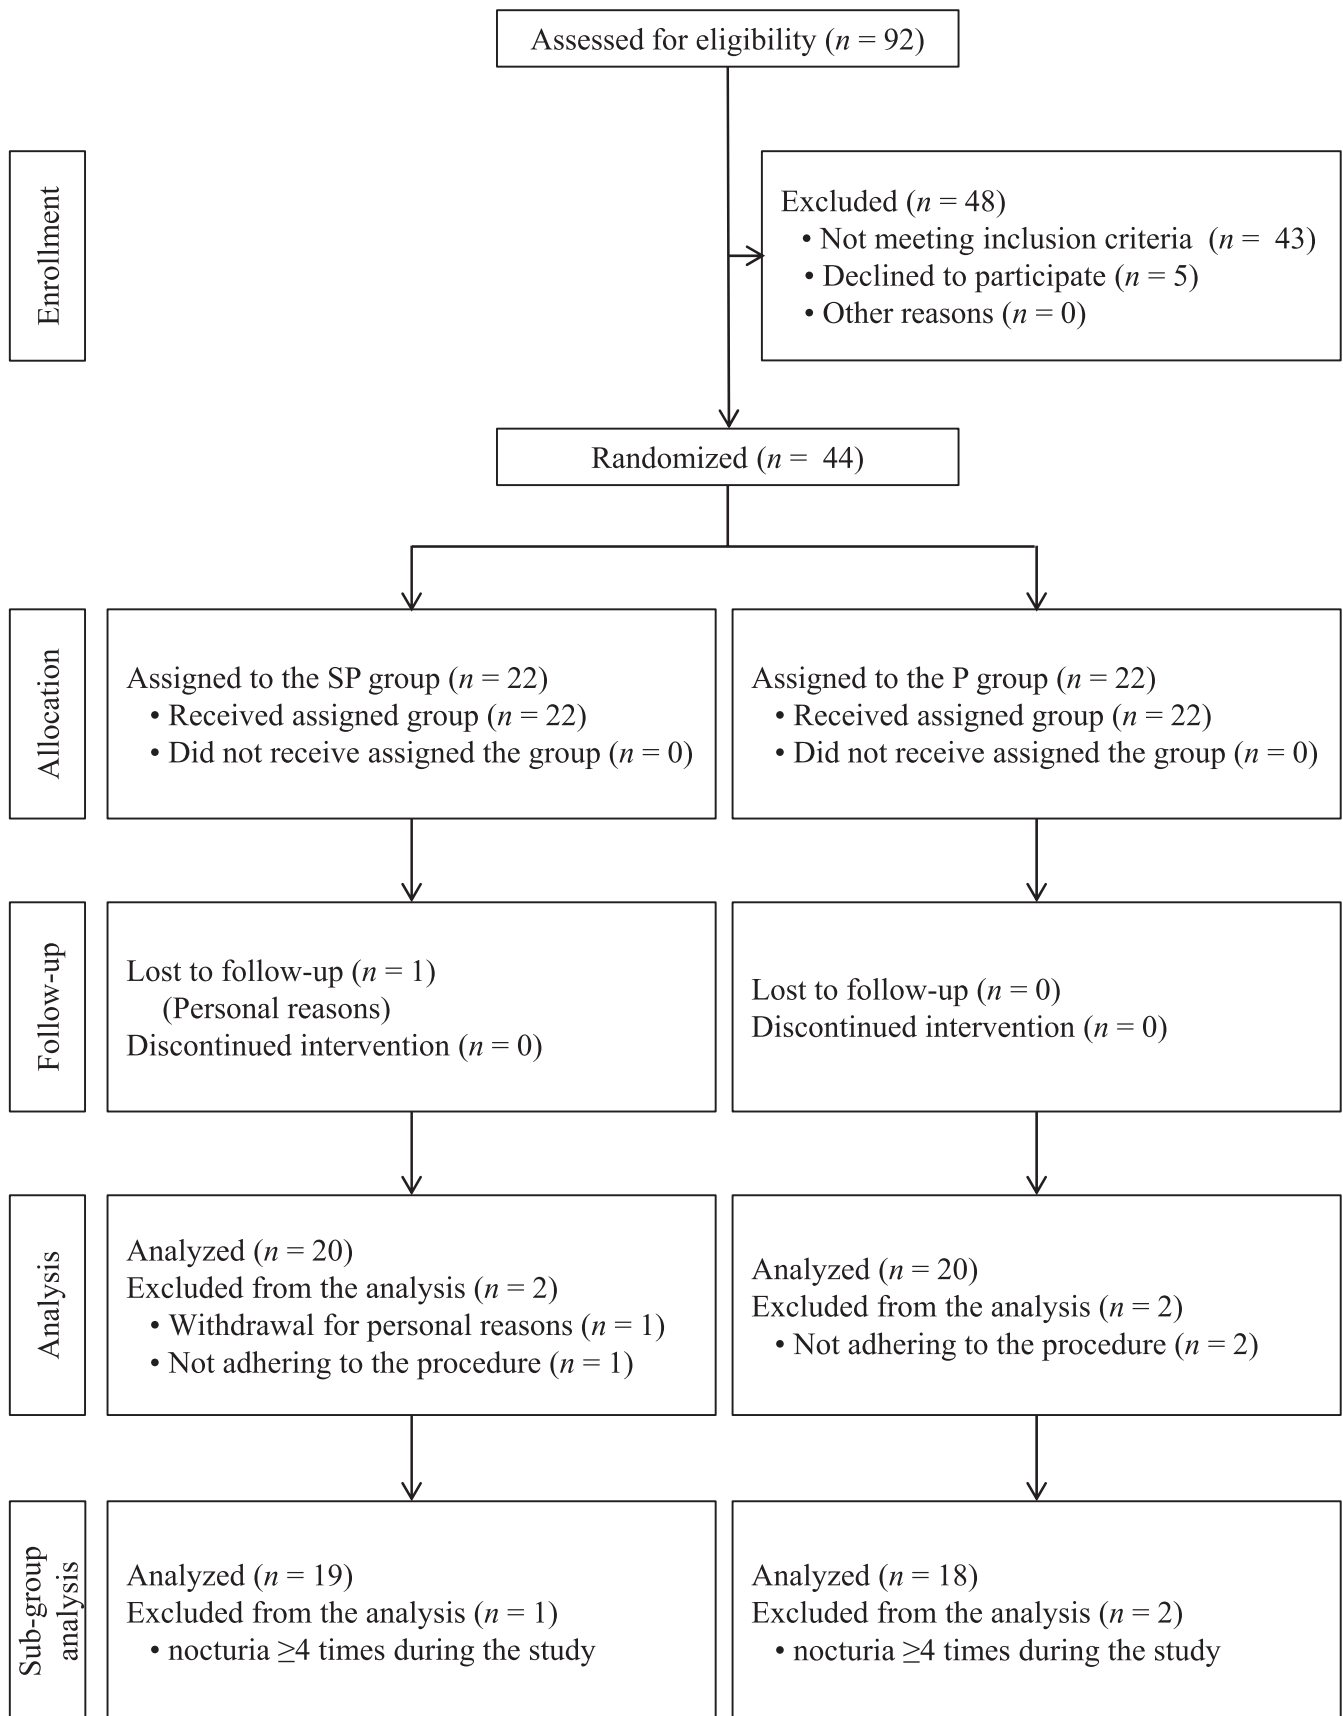 Assessed for eligibility (n = 92)
Enrollment
Excluded (n = 48)
• Not meeting inclusion criteria (n = 43)
• Declined to participate (n = 5)
• Other reasons (n = 0)
Randomized (n = 44)
Allocation
Assigned to the SP group (n = 22)
• Received assigned group (n = 22)
• Did not receive assigned the group (n = 0)
Assigned to the P group (n = 22)
• Received assigned group (n = 22)
• Did not receive assigned the group (n = 0)
Follow-up
Lost to follow-up (n = 1)
(Personal reasons)
Discontinued intervention (n = 0)
Lost to follow-up (n = 0)
Discontinued intervention (n = 0)
Analysis
Analyzed (n = 20)
Excluded from the analysis (n = 2)
• Withdrawal for personal reasons (n = 1)
• Not adhering to the procedure (n = 1)
Analyzed (n = 20)
Excluded from the analysis (n = 2)
• Not adhering to the procedure (n = 2)
Sub-group
analysis
Analyzed (n = 19)
Excluded from the analysis (n = 1)
• nocturia ≥4 times during the study
Analyzed (n = 18)
Excluded from the analysis (n = 2)
• nocturia ≥4 times during the study